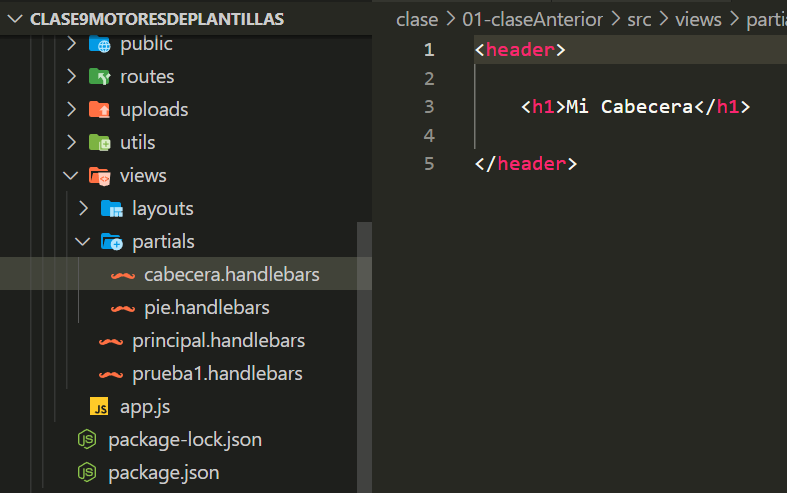 CLASE9MOTORESDEPLANTILLAS
public
routes
uploads
utils
views
layouts
partials
cabecera.handlebars
pie.handlebars
principal.handlebars
prueba1.handlebars
JS app.js
package-lock.json
package.json
clase > 01-claseAnterior > src > views > partia
1 <header>
2
3 <h1>Mi Cabecera</h1>
4
5 </header>